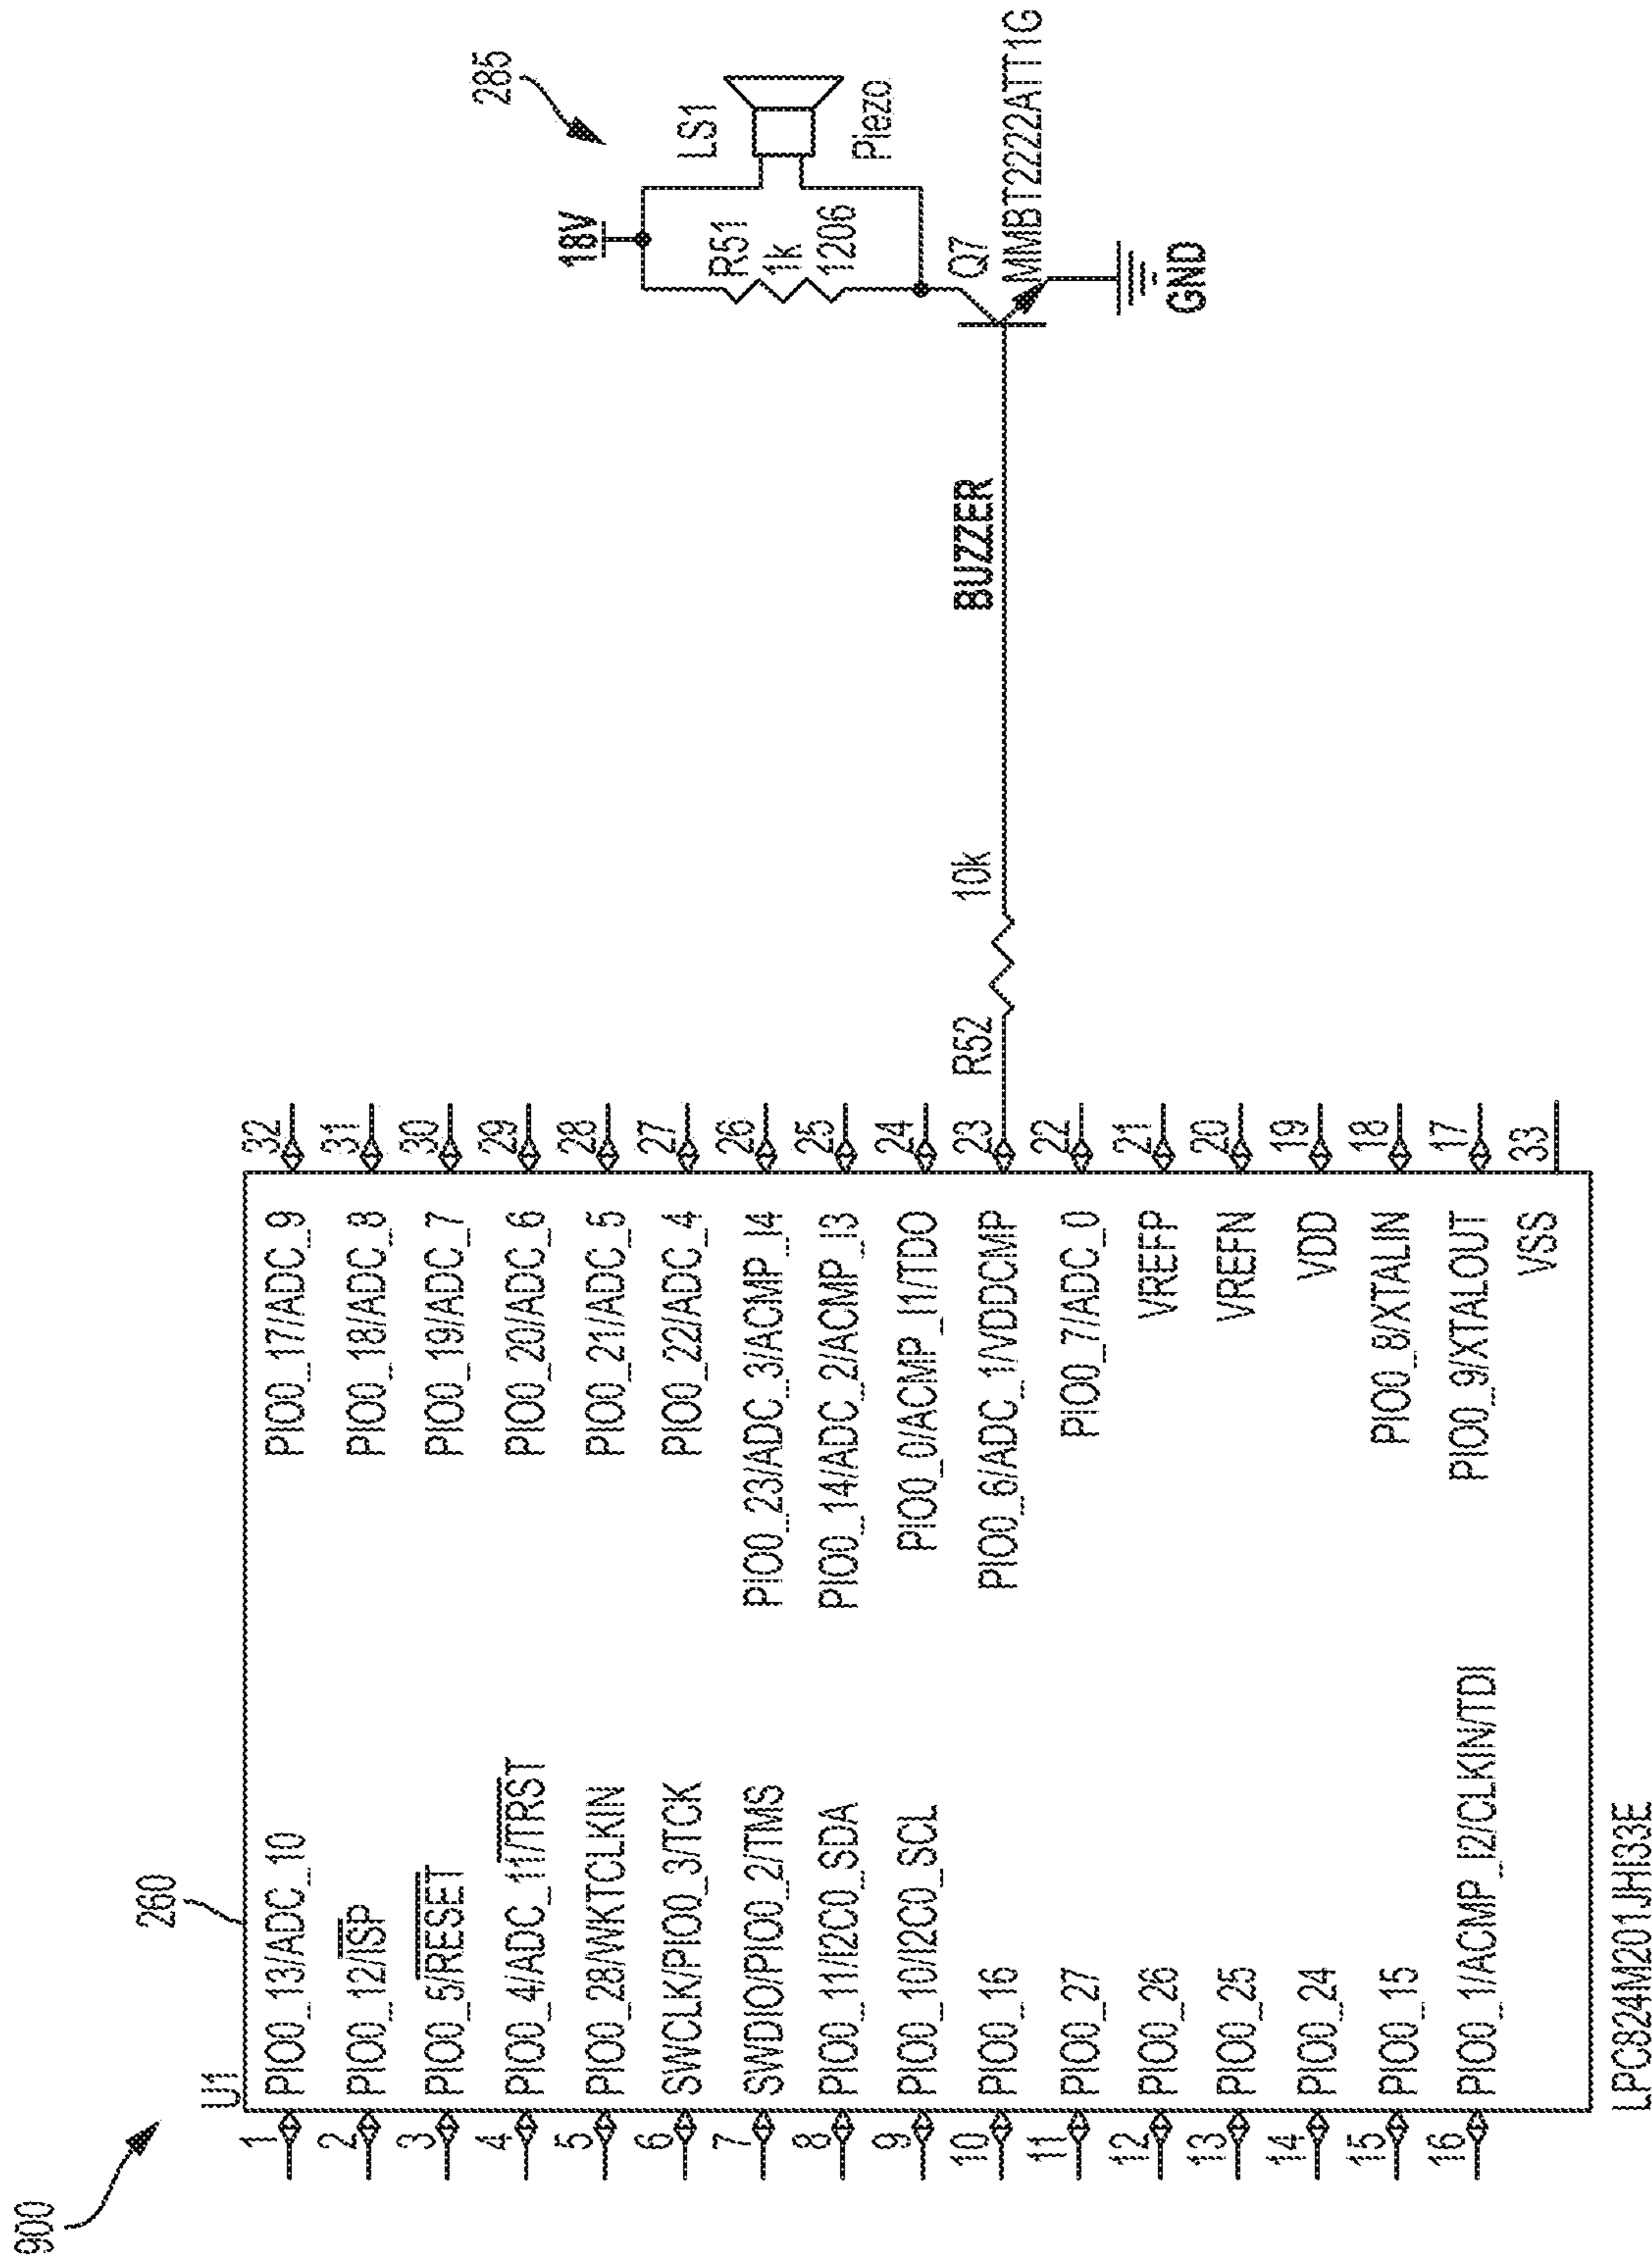 900
260
U1
1 PIO0_13/ADC_10
2 PIO0_12/ISP
3 PIO0_5/RESET
4 PIO0_4/ADC_11/TRST
5 PIO0_28/WKTCLKIN
6 SWCLK/PIO0_3/TCK
7 SWDIO/PIO0_2/TMS
8 PIO0_11/I2C0_SDA
9 PIO0_10/I2C0_SCL
10 PIO0_16
11 PIO0_27
12 PIO0_26
13 PIO0_25
14 PIO0_24
15 PIO0_15
16 PIO0_1/ACMP_I2/CLKIN/TDI
PIO0_17/ADC_9 32
PIO0_18/ADC_8 31
PIO0_19/ADC_7 30
PIO0_20/ADC_6 29
PIO0_21/ADC_5 28
PIO0_22/ADC_4 27
PIO0_23/ADC_3/ACMP_I4 26
PIO0_14/ADC_2/ACMP_I3 25
PIO0_0/ACMP_I1/TDO 24
PIO0_6/ADC_1/VDDCMP 23
PIO0_7/ADC_0 22
VREFP 21
VREFN 20
VDD 19
PIO0_8/XTALIN 18
PIO0_9/XTALOUT 17
VSS 33
LPC824M201JHI33E
R52 10k
BUZZER
285
18V
R51
1k
1206
LS1
Piezo
Q7
MMBT2222ATT1G
GND